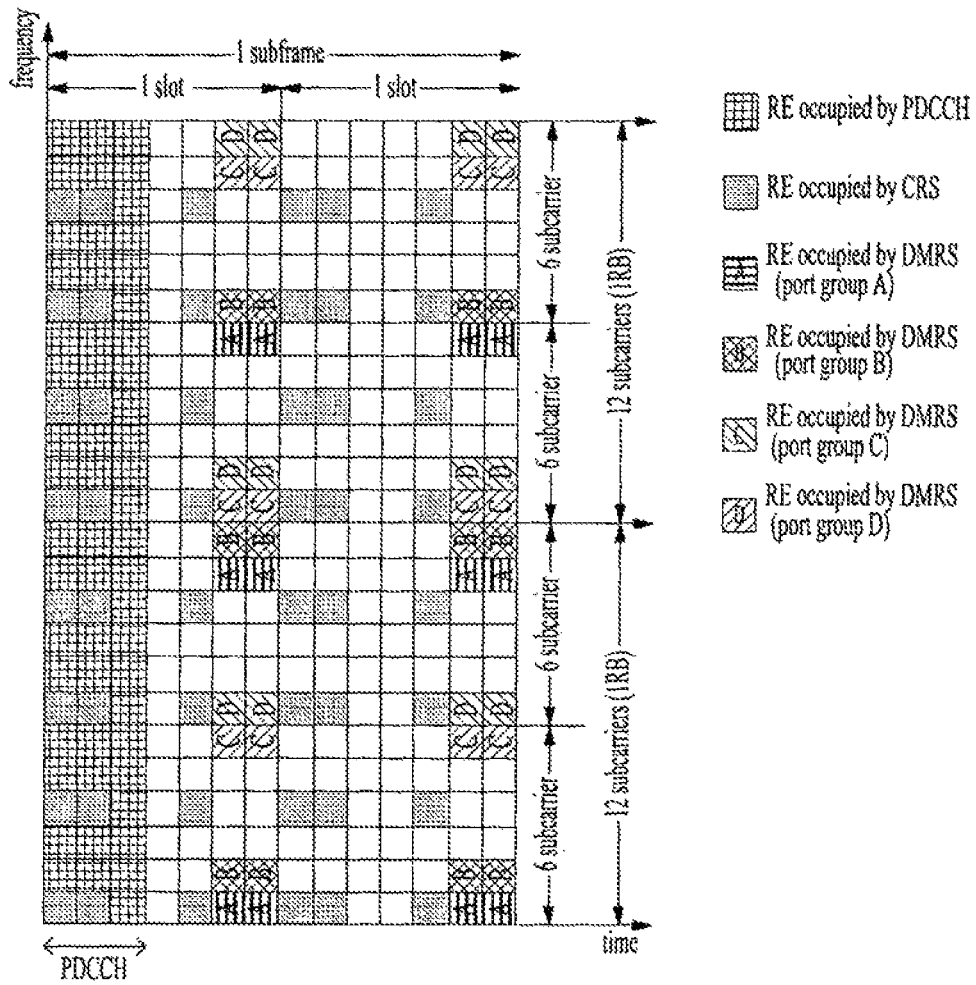 frequency
1 subframe
1 slot 1 slot
D D D D
C C C C
B B B B
A A A A
D D D D
C C C C
B B B B
A A A A
D D D D
C C C C
B B B B
A A A A
6 subcarrier
6 subcarrier
6 subcarrier
6 subcarrier
12 subcarriers (1RB)
12 subcarriers (1RB)
time
PDCCH
RE occupied by PDCCH
RE occupied by CRS
A RE occupied by DMRS
(port group A)
B RE occupied by DMRS
(port group B)
C RE occupied by DMRS
(port group C)
D RE occupied by DMRS
(port group D)